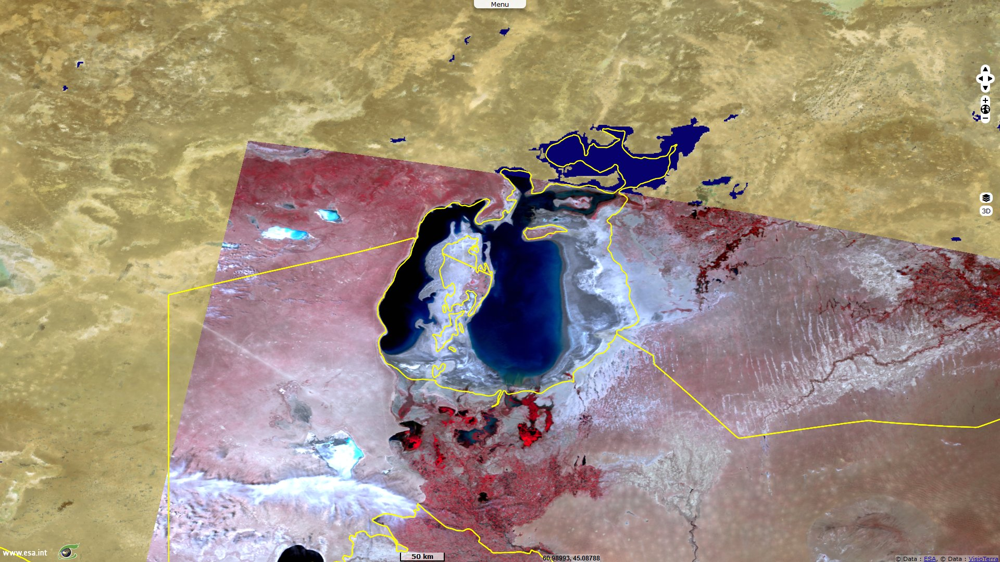 Menu
+
−
3D
www.esa.int
50 km
60.98993, 45.08788
© Data : ESA, © Data : VisioTerra